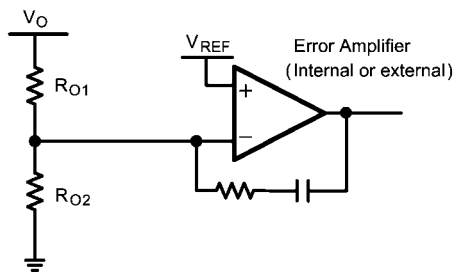 VO
RO1
RO2
VREF
Error Amplifier
(Internal or external)
+
−